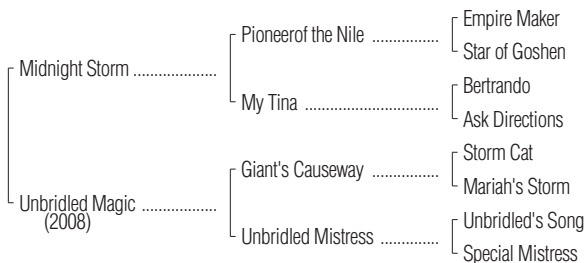 Empire Maker
Pioneerof the Nile ................
Star of Goshen
Midnight Storm ....................
Bertrando
My Tina ................................
Ask Directions
Storm Cat
Giant's Causeway ................
Mariah's Storm
Unbridled Magic ..................
(2008)
Unbridled's Song
Unbridled Mistress ..............
Special Mistress